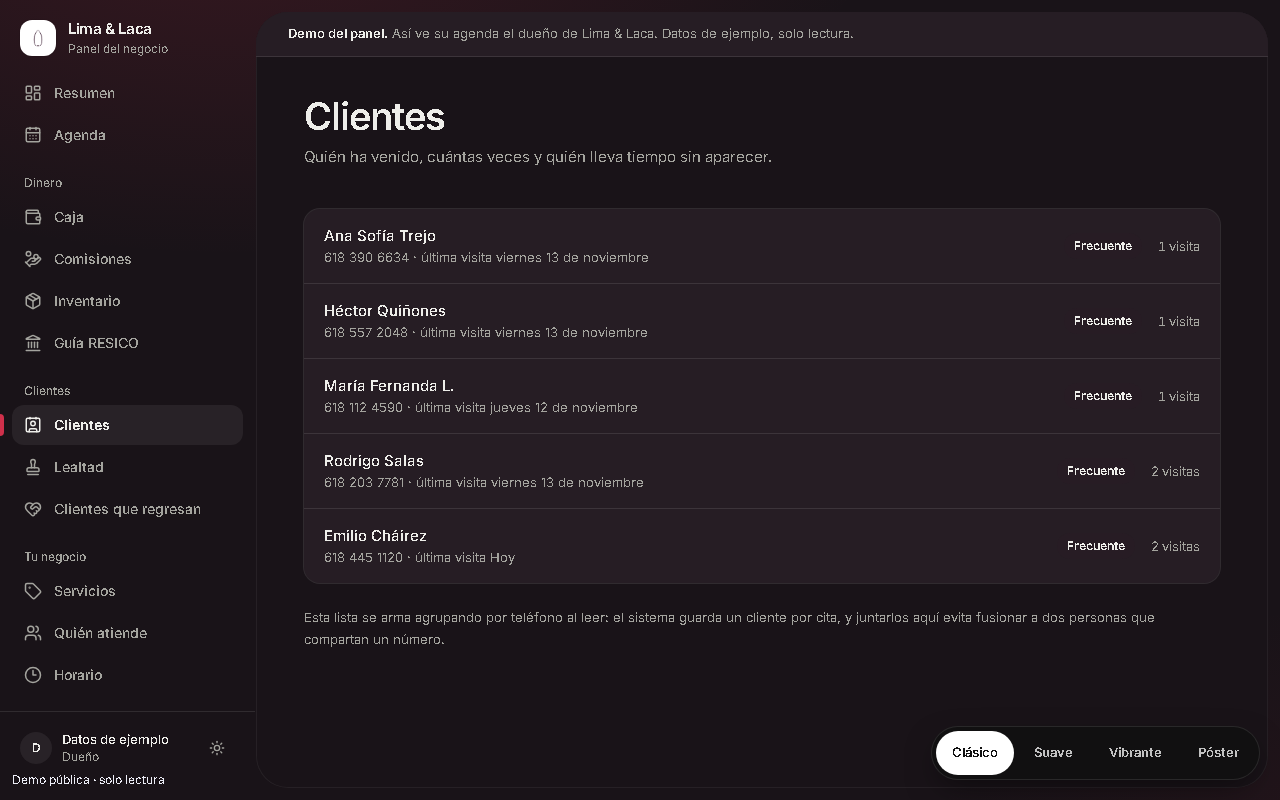 Lima & Laca
Panel del negocio
Resumen
Agenda
Dinero
Caja
Comisiones
Inventario
Guía RESICO
Clientes
Clientes
Lealtad
Clientes que regresan
Tu negocio
Servicios
Quién atiende
Horario
D
Datos de ejemplo
Dueño
Demo pública · solo lectura
Demo del panel. Así ve su agenda el dueño de Lima & Laca. Datos de ejemplo, solo lectura.
Clientes
Quién ha venido, cuántas veces y quién lleva tiempo sin aparecer.
Ana Sofía Trejo
618 390 6634 · última visita viernes 13 de noviembre
Frecuente 1 visita
Héctor Quiñones
618 557 2048 · última visita viernes 13 de noviembre
Frecuente 1 visita
María Fernanda L.
618 112 4590 · última visita jueves 12 de noviembre
Frecuente 1 visita
Rodrigo Salas
618 203 7781 · última visita viernes 13 de noviembre
Frecuente 2 visitas
Emilio Cháirez
618 445 1120 · última visita Hoy
Frecuente 2 visitas
Esta lista se arma agrupando por teléfono al leer: el sistema guarda un cliente por cita, y juntarlos aquí evita fusionar a dos personas que
compartan un número.
Clásico Suave Vibrante Póster